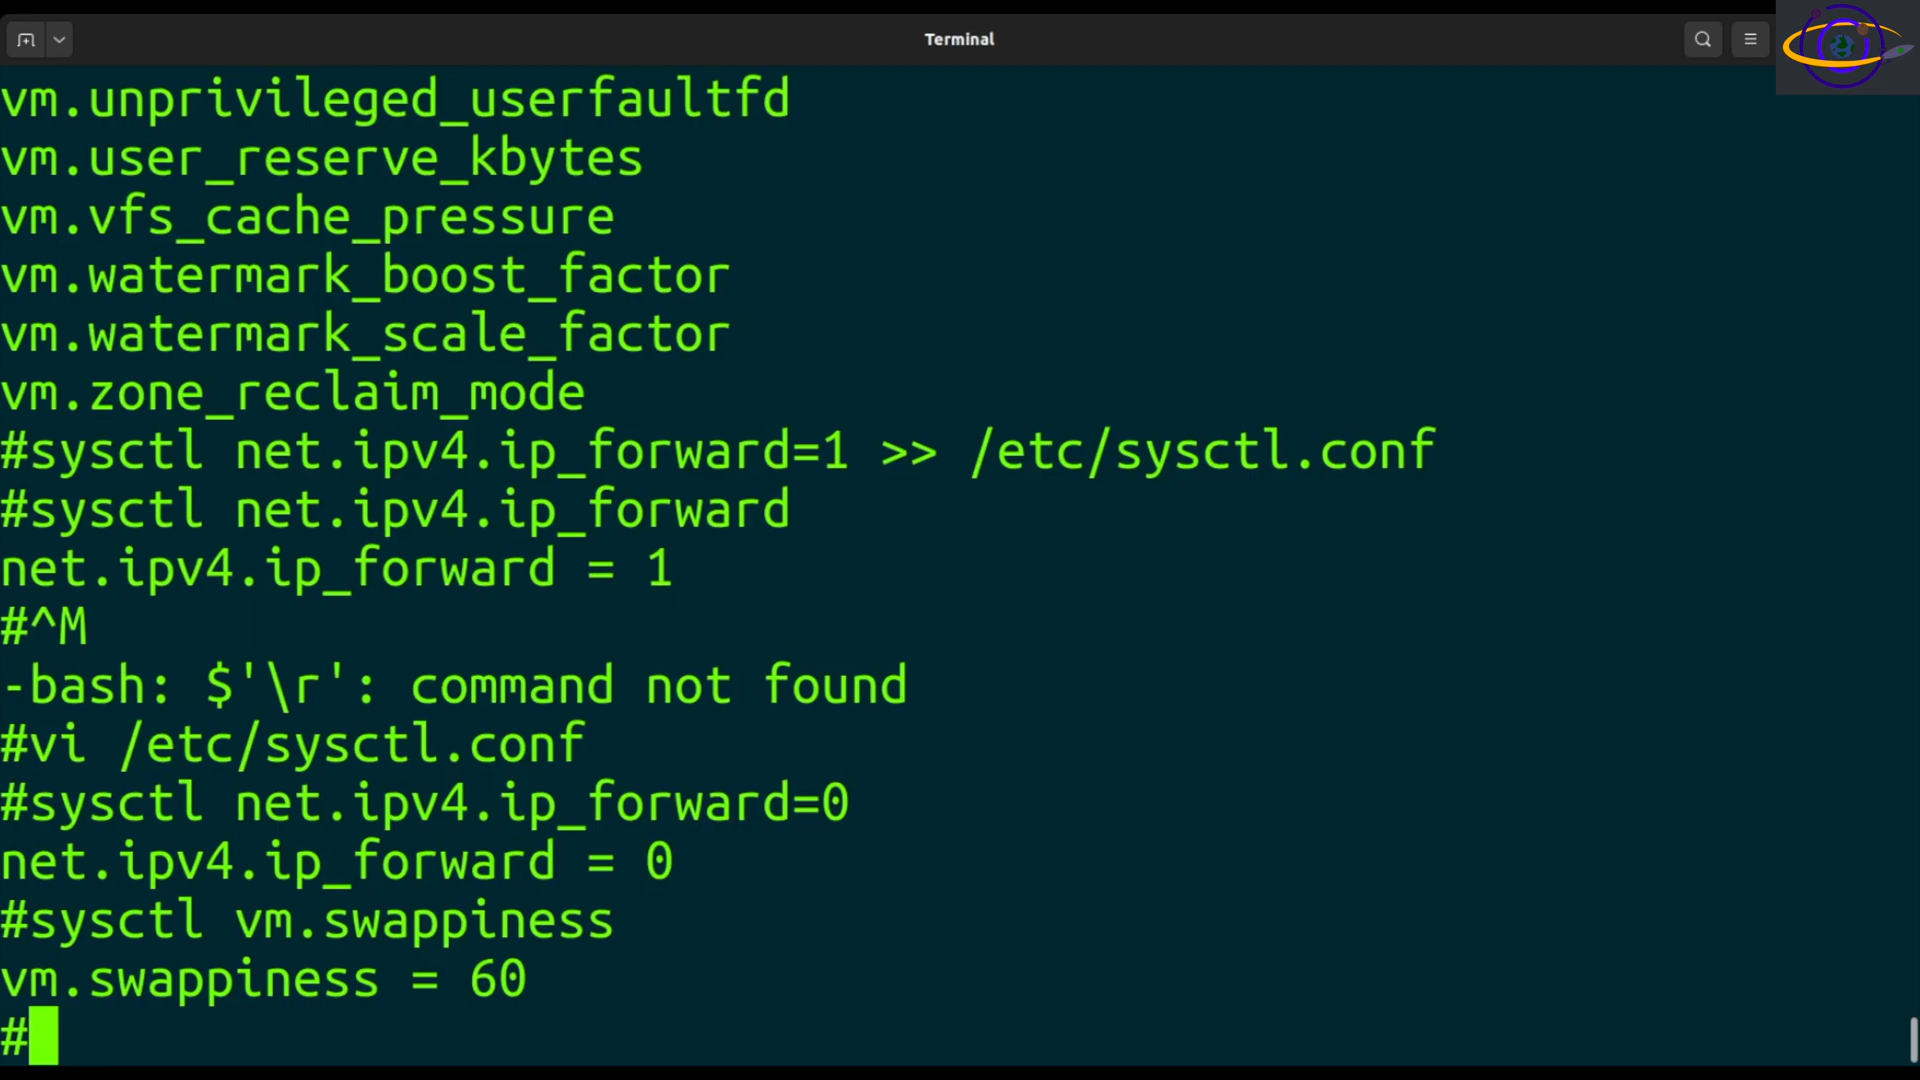 Terminal
vm.unprivileged_userfaultfd
vm.user_reserve_kbytes
vm.vfs_cache_pressure
vm.watermark_boost_factor
vm.watermark_scale_factor
vm.zone_reclaim_mode
#sysctl net.ipv4.ip_forward=1 >> /etc/sysctl.conf
#sysctl net.ipv4.ip_forward
net.ipv4.ip_forward = 1
#^M
-bash: $'\r': command not found
#vi /etc/sysctl.conf
#sysctl net.ipv4.ip_forward=0
net.ipv4.ip_forward = 0
#sysctl vm.swappiness
vm.swappiness = 60
#